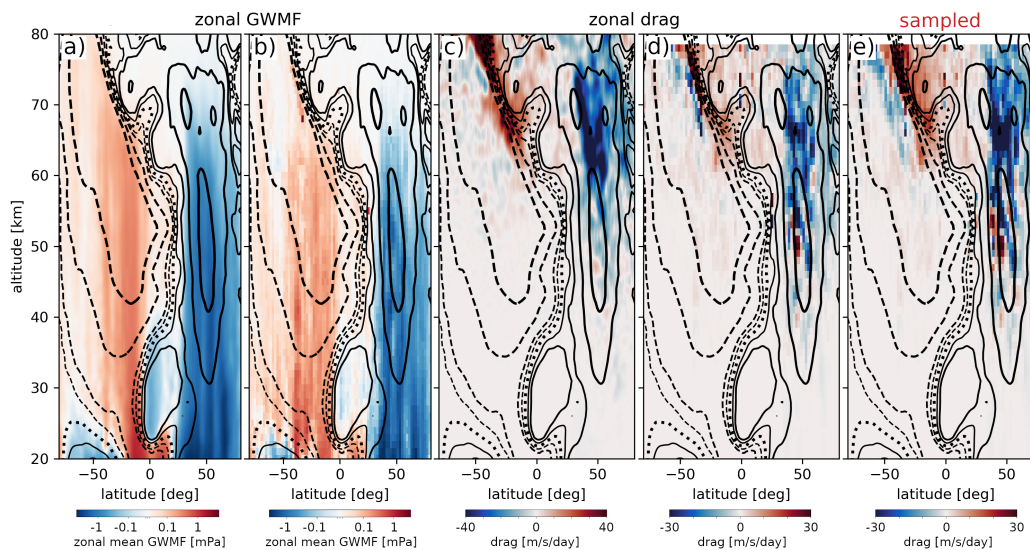 zonal GWMF zonal drag sampled
a) b) c) d) e)
80
70
60
50
40
30
20
altitude [km]
−50 0 50 −50 0 50 −50 0 50 −50 0 50 −50 0 50
latitude [deg] latitude [deg] latitude [deg] latitude [deg] latitude [deg]
-1 -0.1 0.1 1 -1 -0.1 0.1 1 -40 0 40 -30 0 30 -30 0 30
zonal mean GWMF [mPa] zonal mean GWMF [mPa] drag [m/s/day] drag [m/s/day] drag [m/s/day]